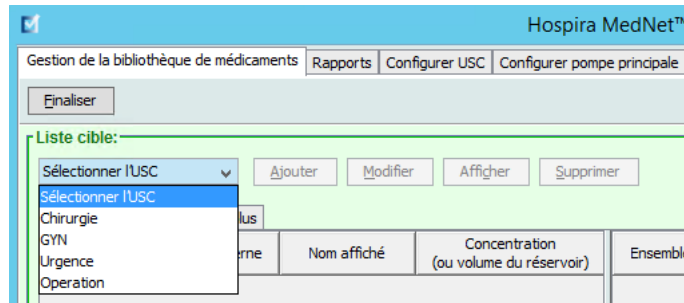 Hospira MedNet™
Gestion de la bibliothèque de médicaments Rapports Configurer USC Configurer pompe principale
Finaliser
Liste cible:
Sélectionner l'USC Ajouter Modifier Afficher Supprimer
Sélectionner l'USC
Chirurgie lus
GYN
Urgence erne Nom affiché Concentration (ou volume du réservoir) Ensembl
Operation